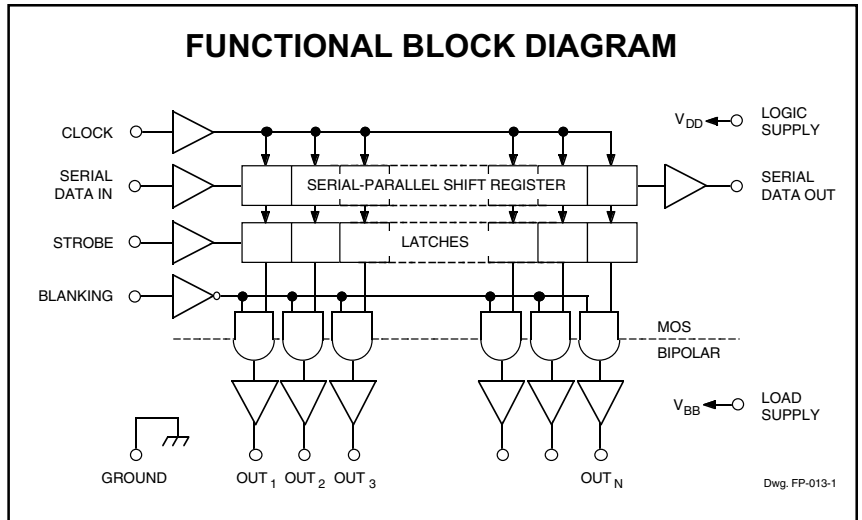 FUNCTIONAL BLOCK DIAGRAM
CLOCK
V_DD
LOGIC
SUPPLY
SERIAL
DATA IN
SERIAL-PARALLEL SHIFT REGISTER
SERIAL
DATA OUT
STROBE
LATCHES
BLANKING
MOS
BIPOLAR
V_BB
LOAD
SUPPLY
GROUND
OUT_1 OUT_2 OUT_3
OUT_N
Dwg. FP-013-1